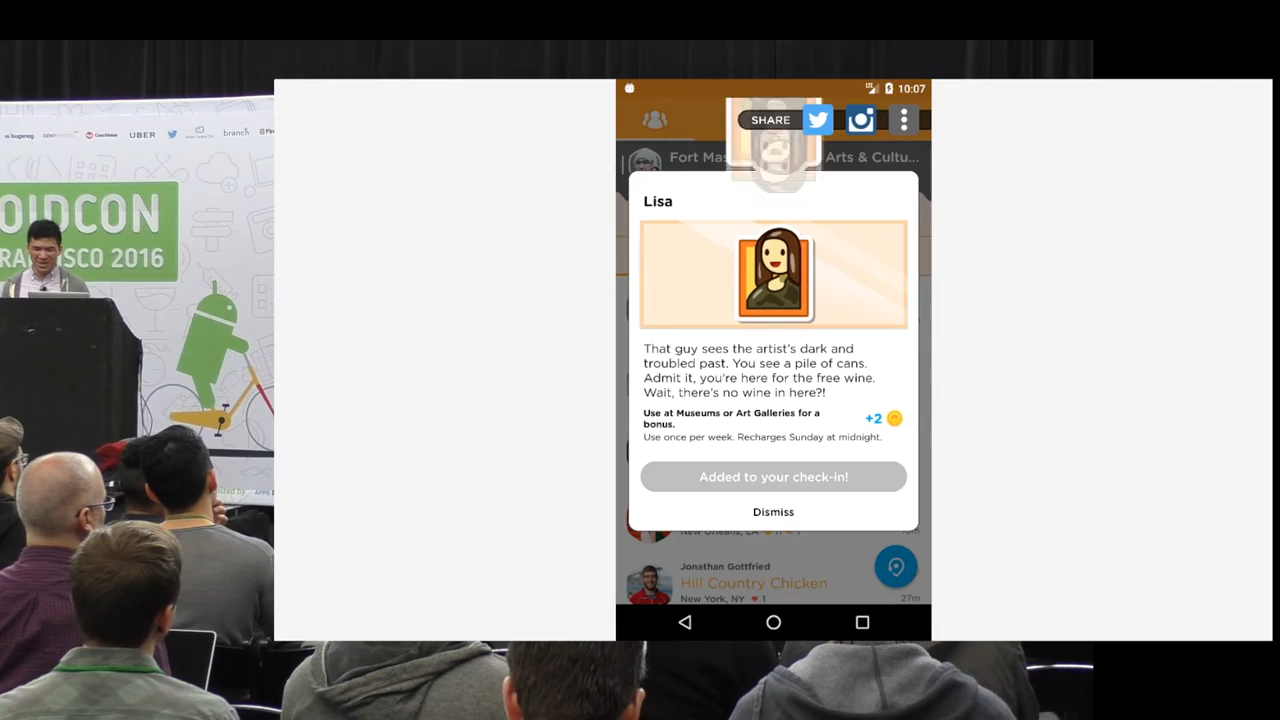 bugsnag
Couchbase
UBER
branch
OIDCON
RANCISCO 2016
10:07
SHARE
Fort Mas
Arts & Cultu...
Lisa
That guy sees the artist's dark and
troubled past. You see a pile of cans.
Admit it, you're here for the free wine.
Wait, there's no wine in here?!
Use at Museums or Art Galleries for a
bonus.
+2
Use once per week. Recharges Sunday at midnight.
Added to your check-in!
Dismiss
New Orleans, LA
Jonathan Gottfried
Hill Country Chicken
New York, NY
1
27m